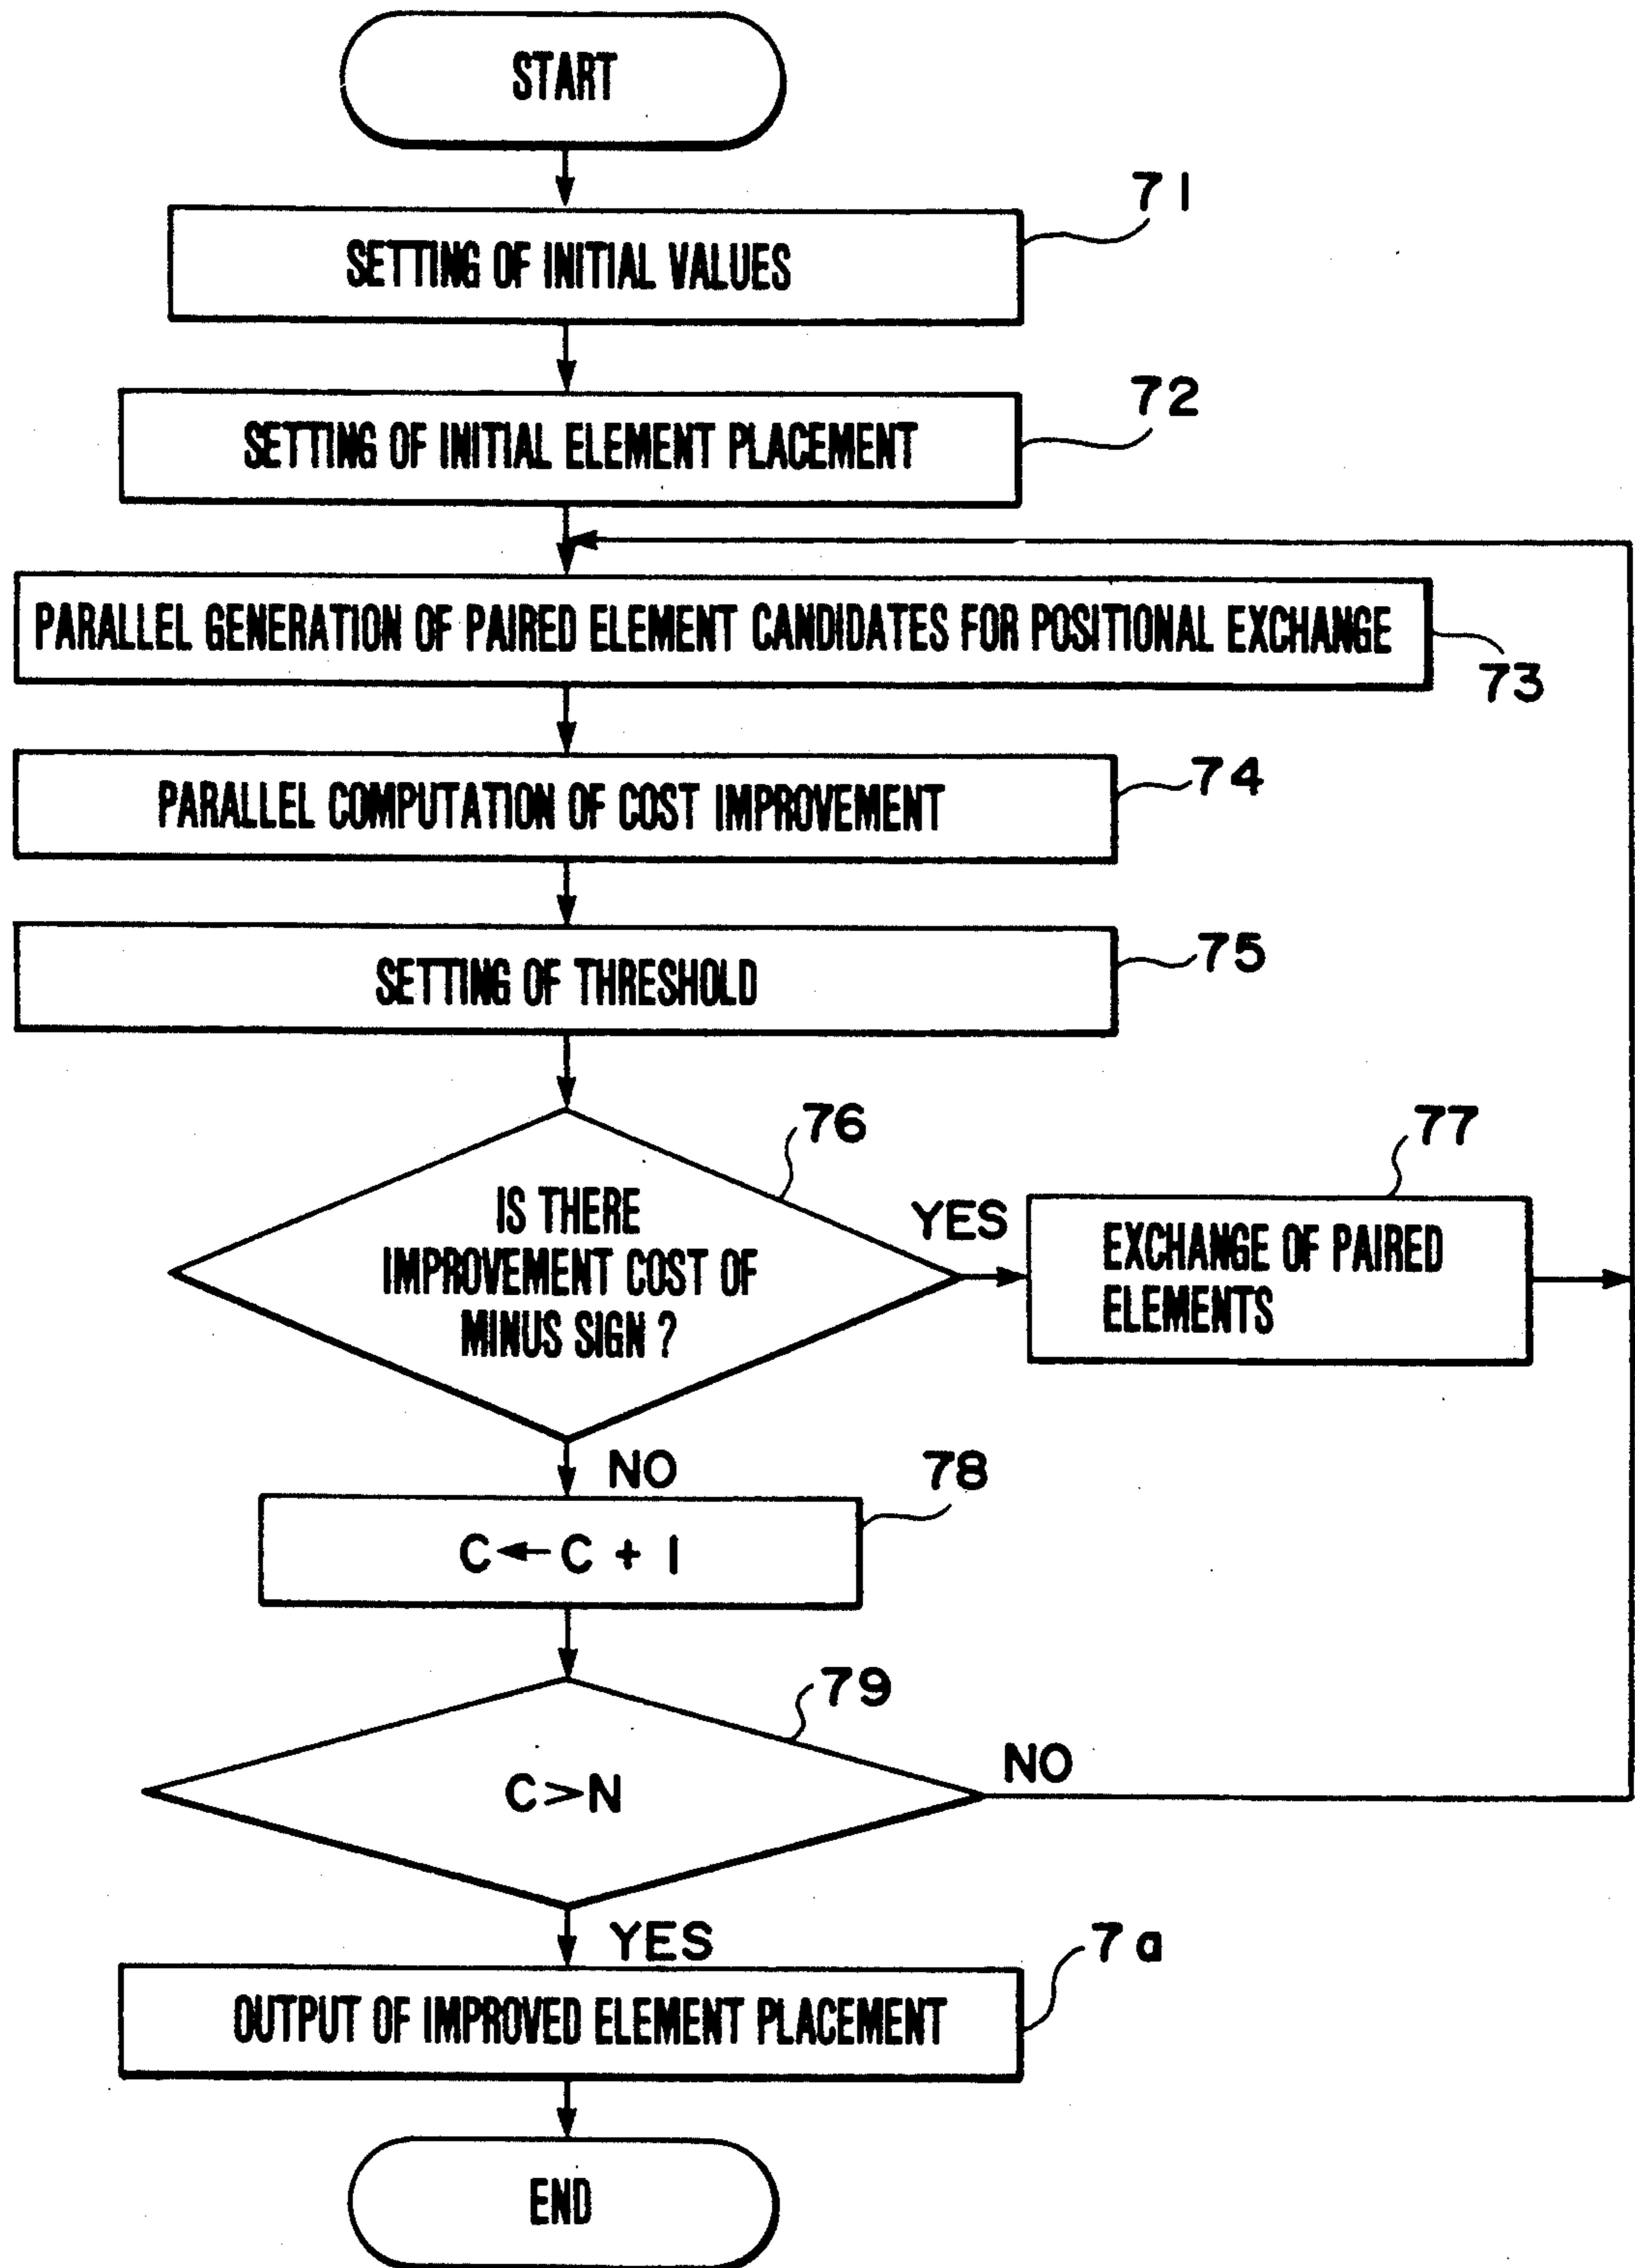 START
71
SETTING OF INITIAL VALUES
72
SETTING OF INITIAL ELEMENT PLACEMENT
PARALLEL GENERATION OF PAIRED ELEMENT CANDIDATES FOR POSITIONAL EXCHANGE
73
PARALLEL COMPUTATION OF COST IMPROVEMENT
74
SETTING OF THRESHOLD
75
76
77
IS THERE
IMPROVEMENT COST OF
MINUS SIGN ?
YES
EXCHANGE OF PAIRED
ELEMENTS
NO
78
C ← C + 1
79
C > N
NO
YES
7a
OUTPUT OF IMPROVED ELEMENT PLACEMENT
END